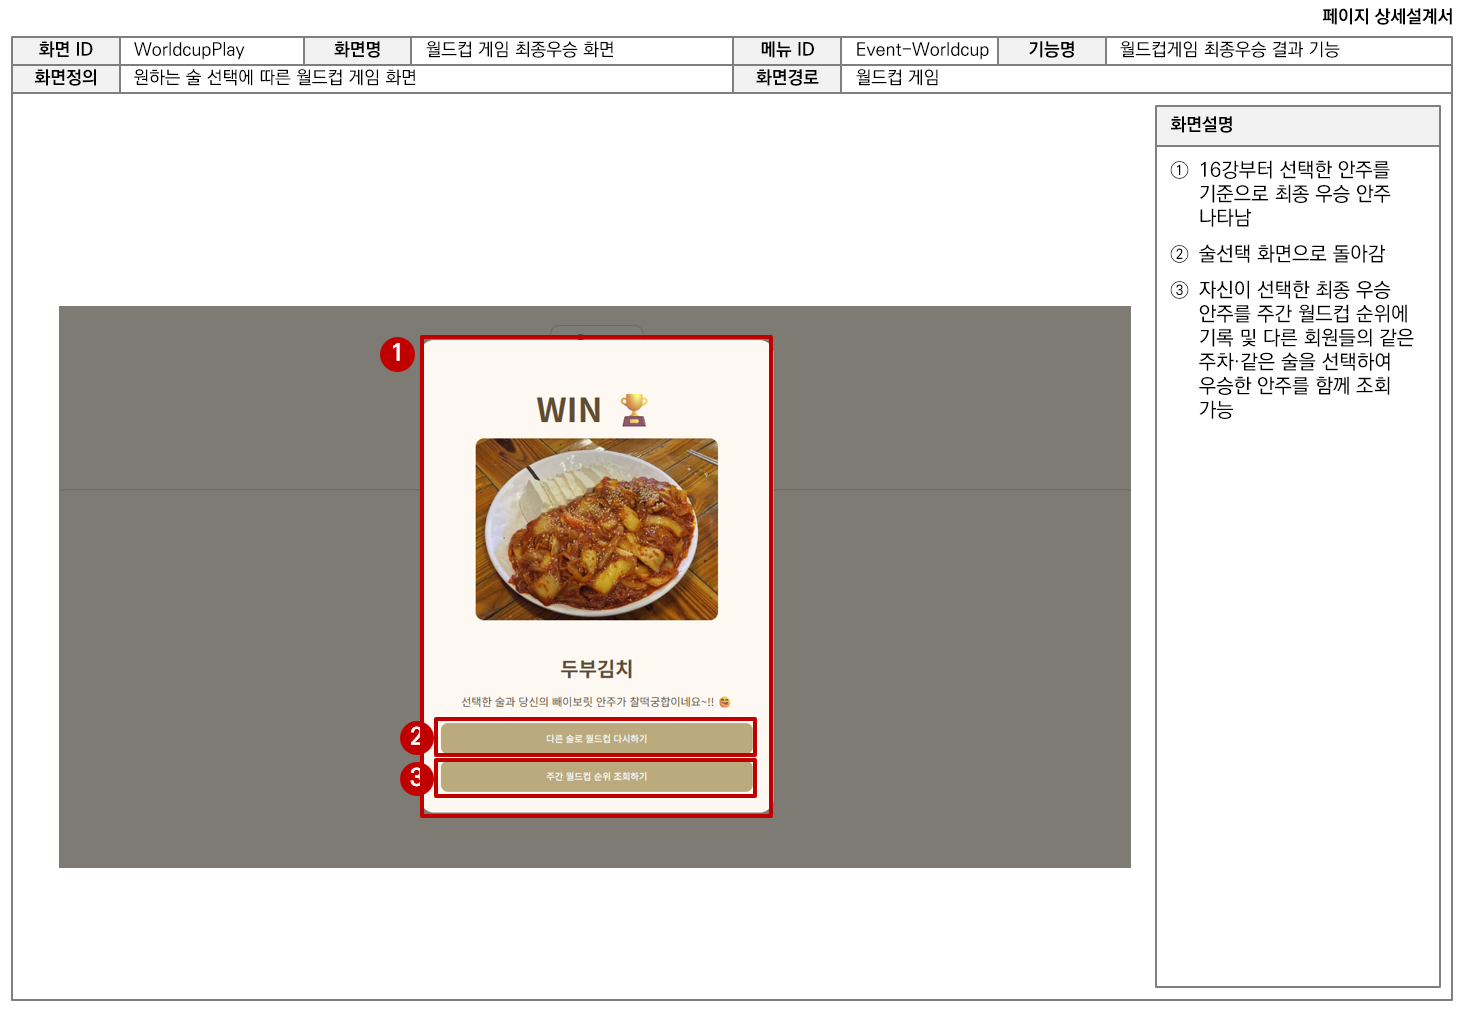 페이지 상세설계서
화면 ID WorldcupPlay 화면명 월드컵 게임 최종우승 화면 메뉴 ID Event-Worldcup 기능명 월드컵게임 최종우승 결과 기능
화면정의 원하는 술 선택에 따른 월드컵 게임 화면 화면경로 월드컵 게임
1
WIN
두부김치
선택한 술과 당신의 빼이보릿 안주가 찰떡궁합이네요~!!
2 다른 술로 월드컵 다시하기
3 주간 월드컵 순위 조회하기
화면설명
① 16강부터 선택한 안주를
기준으로 최종 우승 안주
나타남
② 술선택 화면으로 돌아감
③ 자신이 선택한 최종 우승
안주를 주간 월드컵 순위에
기록 및 다른 회원들의 같은
주차·같은 술을 선택하여
우승한 안주를 함께 조회
가능